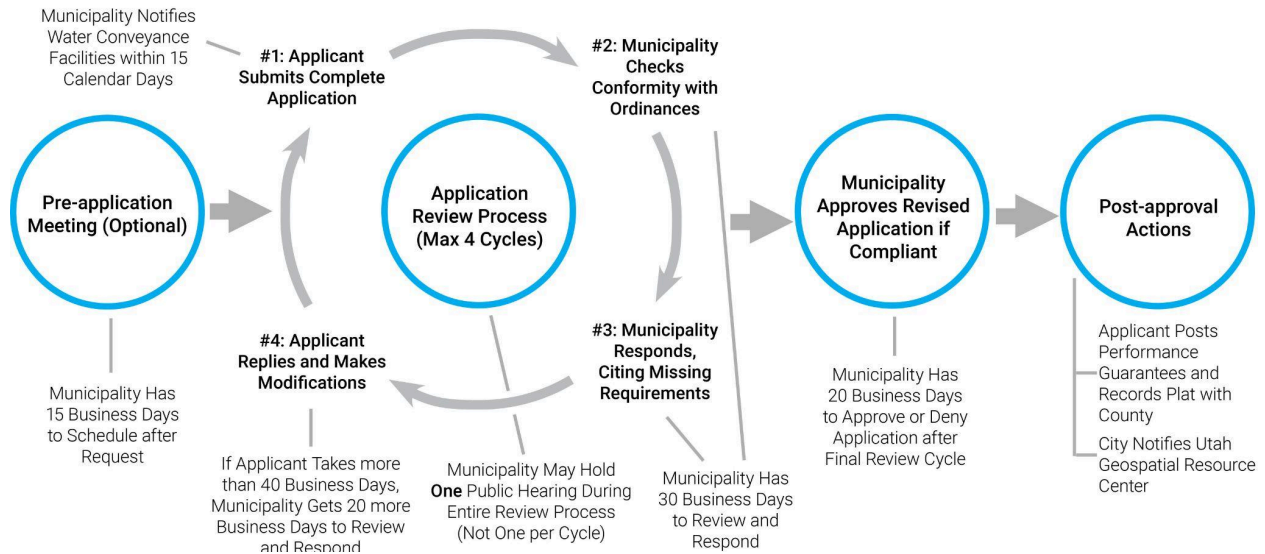 Municipality Notifies
Water Conveyance
Facilities within 15
Calendar Days
#1: Applicant
Submits Complete
Application
#2: Municipality
Checks
Conformity with
Ordinances
Pre-application
Meeting (Optional)
Application
Review Process
(Max 4 Cycles)
Municipality
Approves Revised
Application if
Compliant
Post-approval
Actions
#4: Applicant
Replies and Makes
Modifications
#3: Municipality
Responds,
Citing Missing
Requirements
Municipality Has
15 Business Days
to Schedule after
Request
If Applicant Takes more
than 40 Business Days,
Municipality Gets 20 more
Business Days to Review
and Respond
Municipality May Hold
One Public Hearing During
Entire Review Process
(Not One per Cycle)
Municipality Has
30 Business Days
to Review and
Respond
Municipality Has
20 Business Days
to Approve or Deny
Application after
Final Review Cycle
Applicant Posts
Performance
Guarantees and
Records Plat with
County
City Notifies Utah
Geospatial Resource
Center